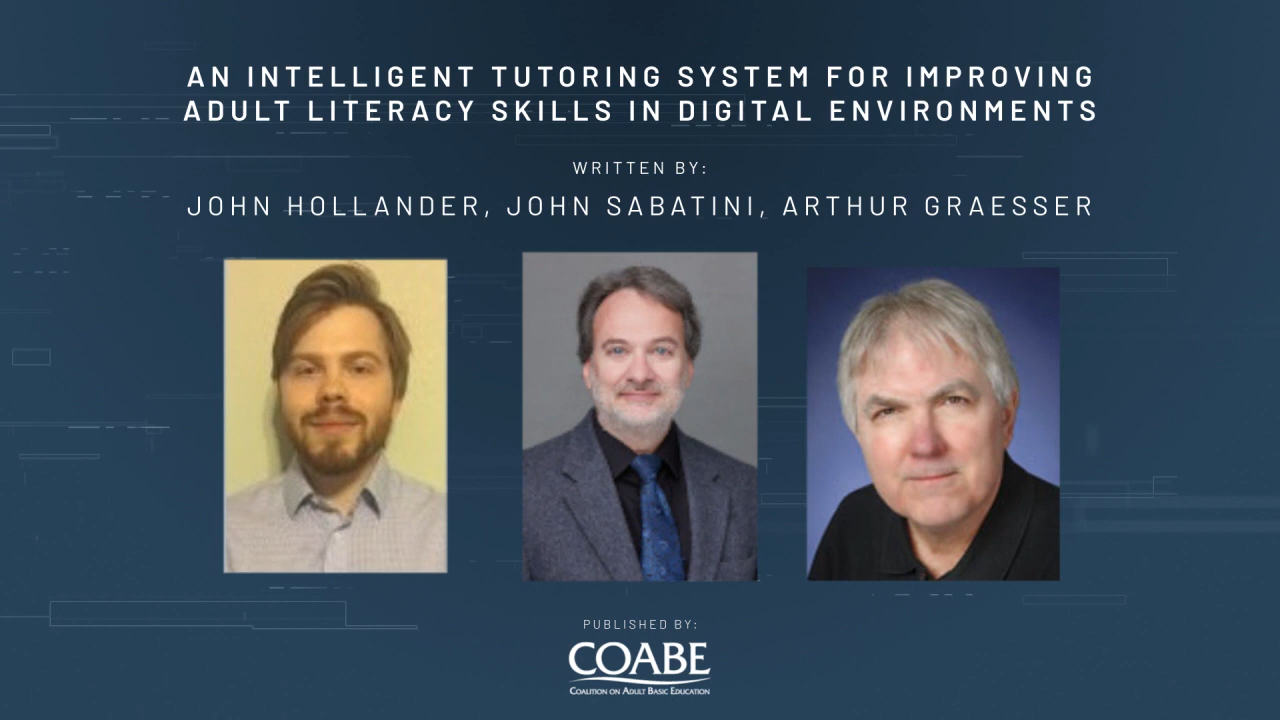 AN INTELLIGENT TUTORING SYSTEM FOR IMPROVING
ADULT LITERACY SKILLS IN DIGITAL ENVIRONMENTS
WRITTEN BY:
JOHN HOLLANDER, JOHN SABATINI, ARTHUR GRAESSER
PUBLISHED BY:
COABE
COALITION ON ADULT BASIC EDUCATION